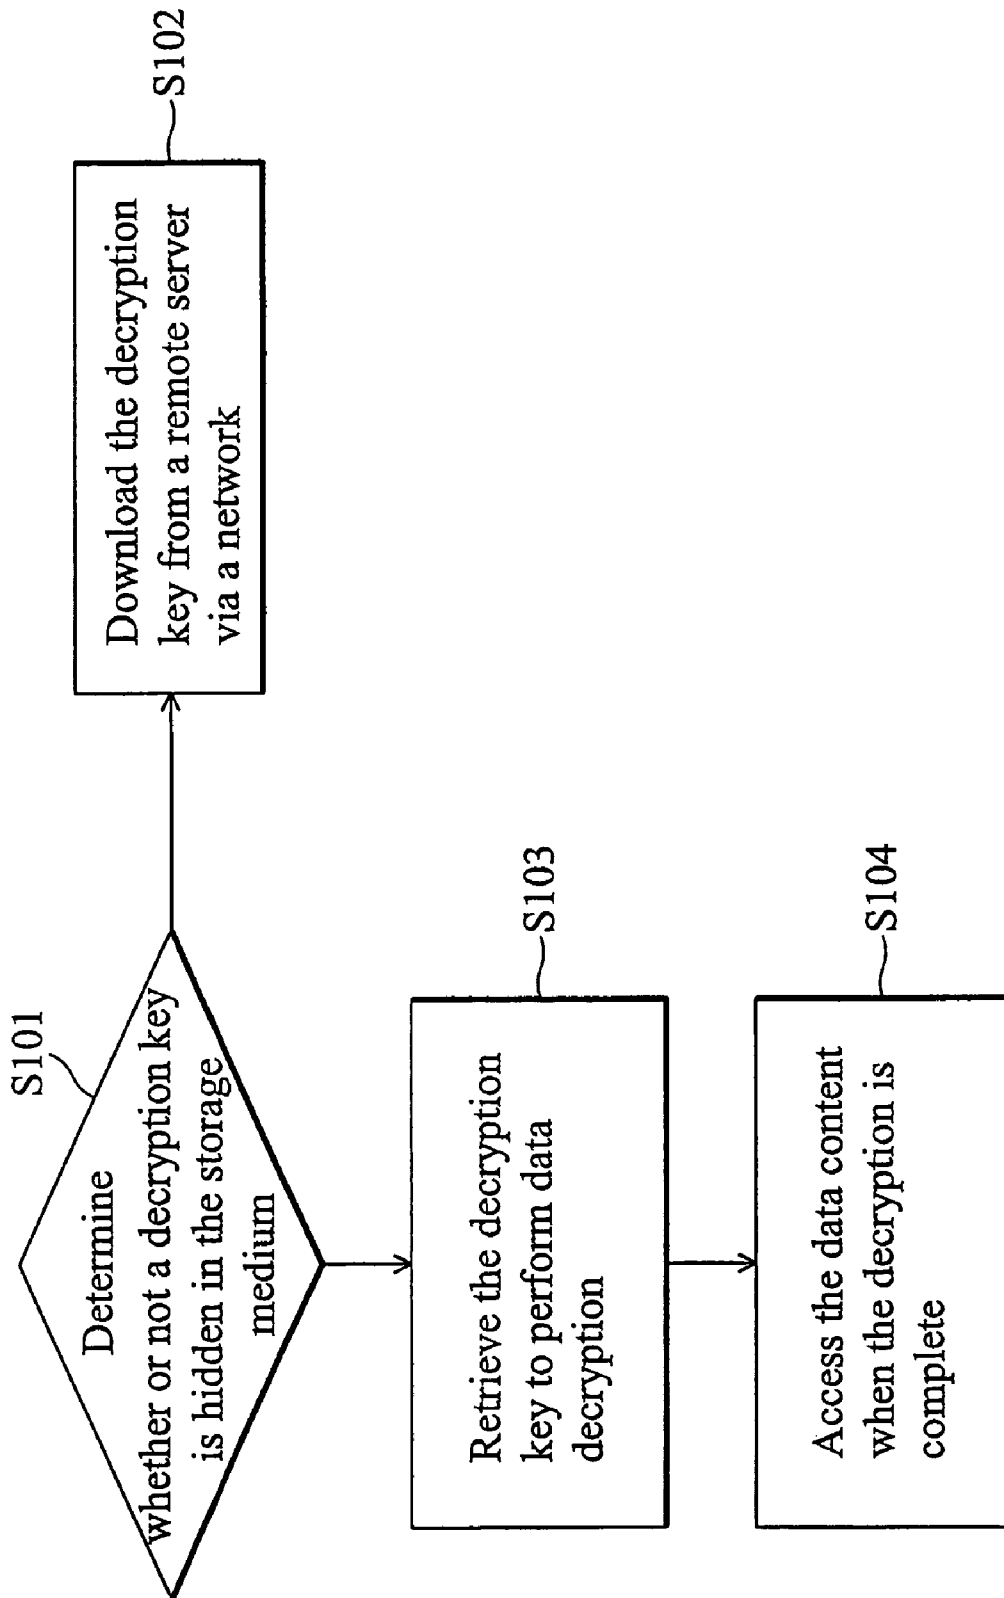 S101
Determine
whether or not a decryption key
is hidden in the storage
medium
S102
Download the decryption
key from a remote server
via a network
S103
Retrieve the decryption
key to perform data
decryption
S104
Access the data content
when the decryption is
complete